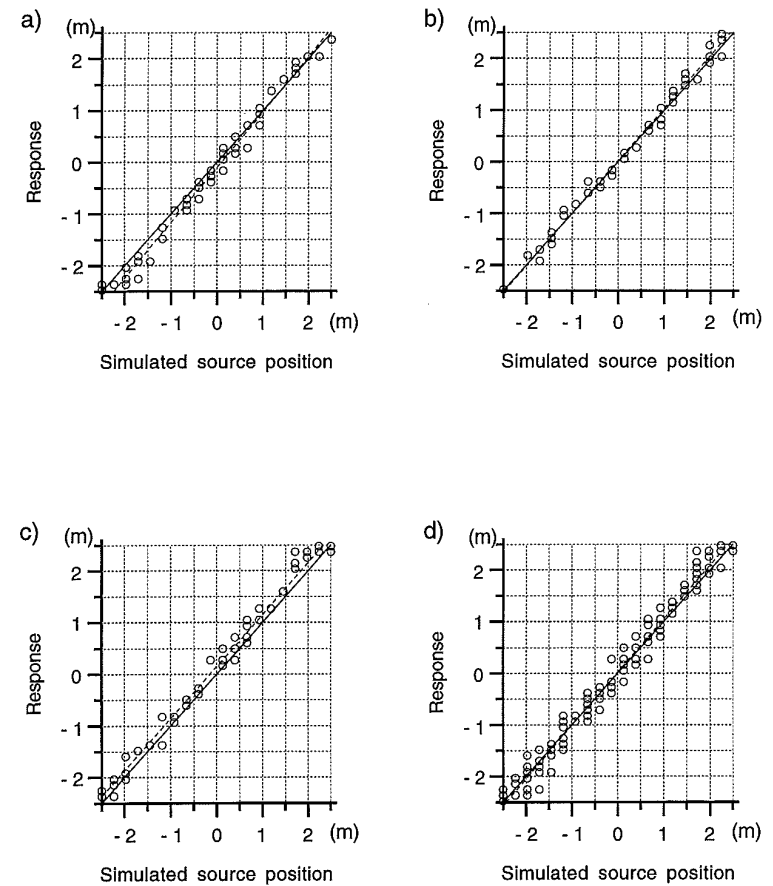 a)
(m)
2
1
0
- 1
- 2
Response
- 2 - 1 0 1 2 (m)
Simulated source position
b)
(m)
2
1
0
- 1
- 2
Response
- 2 - 1 0 1 2 (m)
Simulated source position
c)
(m)
2
1
0
- 1
- 2
Response
- 2 - 1 0 1 2 (m)
Simulated source position
d)
(m)
2
1
0
- 1
- 2
Response
- 2 - 1 0 1 2 (m)
Simulated source position